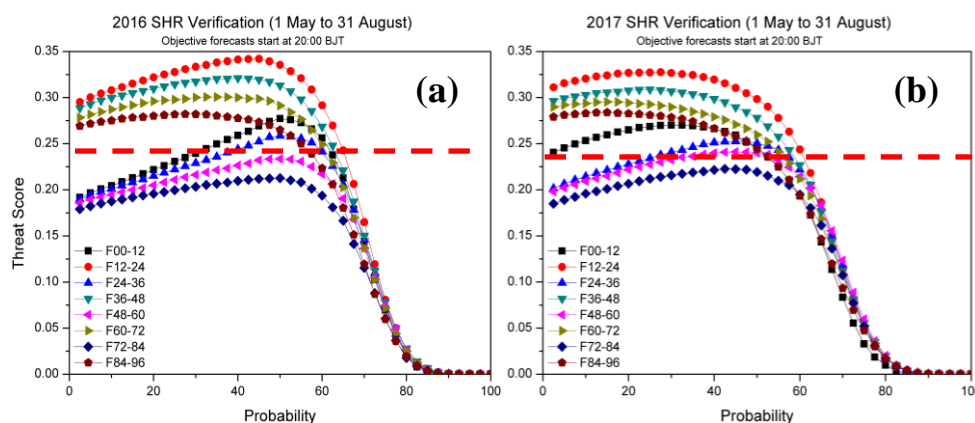 2016 SHR Verification (1 May to 31 August)
Objective forecasts start at 20:00 BJT
(a)
Threat Score
0.35
0.30
0.25
0.20
0.15
0.10
0.05
0.00
F00-12
F12-24
F24-36
F36-48
F48-60
F60-72
F72-84
F84-96
0 20 40 60 80 100
Probability
2017 SHR Verification (1 May to 31 August)
Objective forecasts start at 20:00 BJT
(b)
0.35
0.30
0.25
0.20
0.15
0.10
0.05
0.00
F00-12
F12-24
F24-36
F36-48
F48-60
F60-72
F72-84
F84-96
0 20 40 60 80 10
Probability